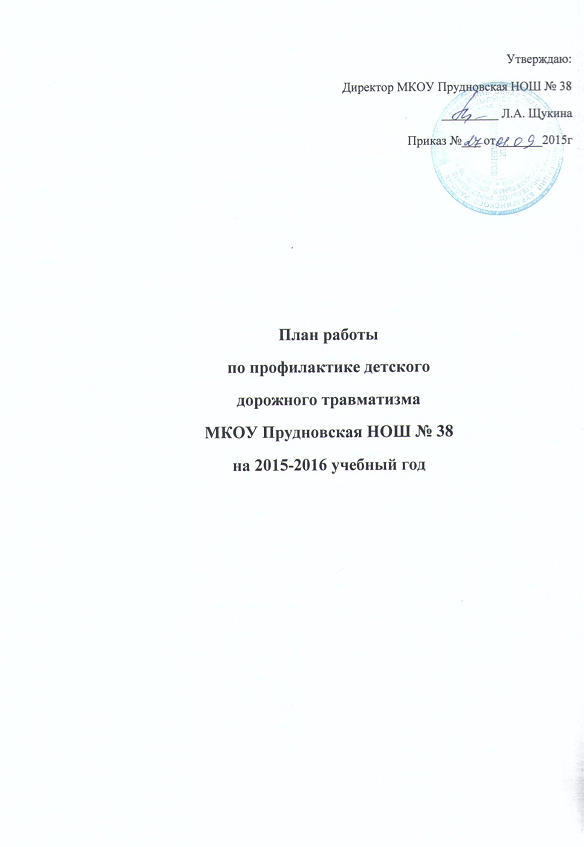 Утверждаю:
Директор МКОУ Прудновская НОШ № 38
Л.А. Щукина
Приказ № 27 от 01.09 2015г
План работы
по профилактике детского
дорожного травматизма
МКОУ Прудновская НОШ № 38
на 2015-2016 учебный год